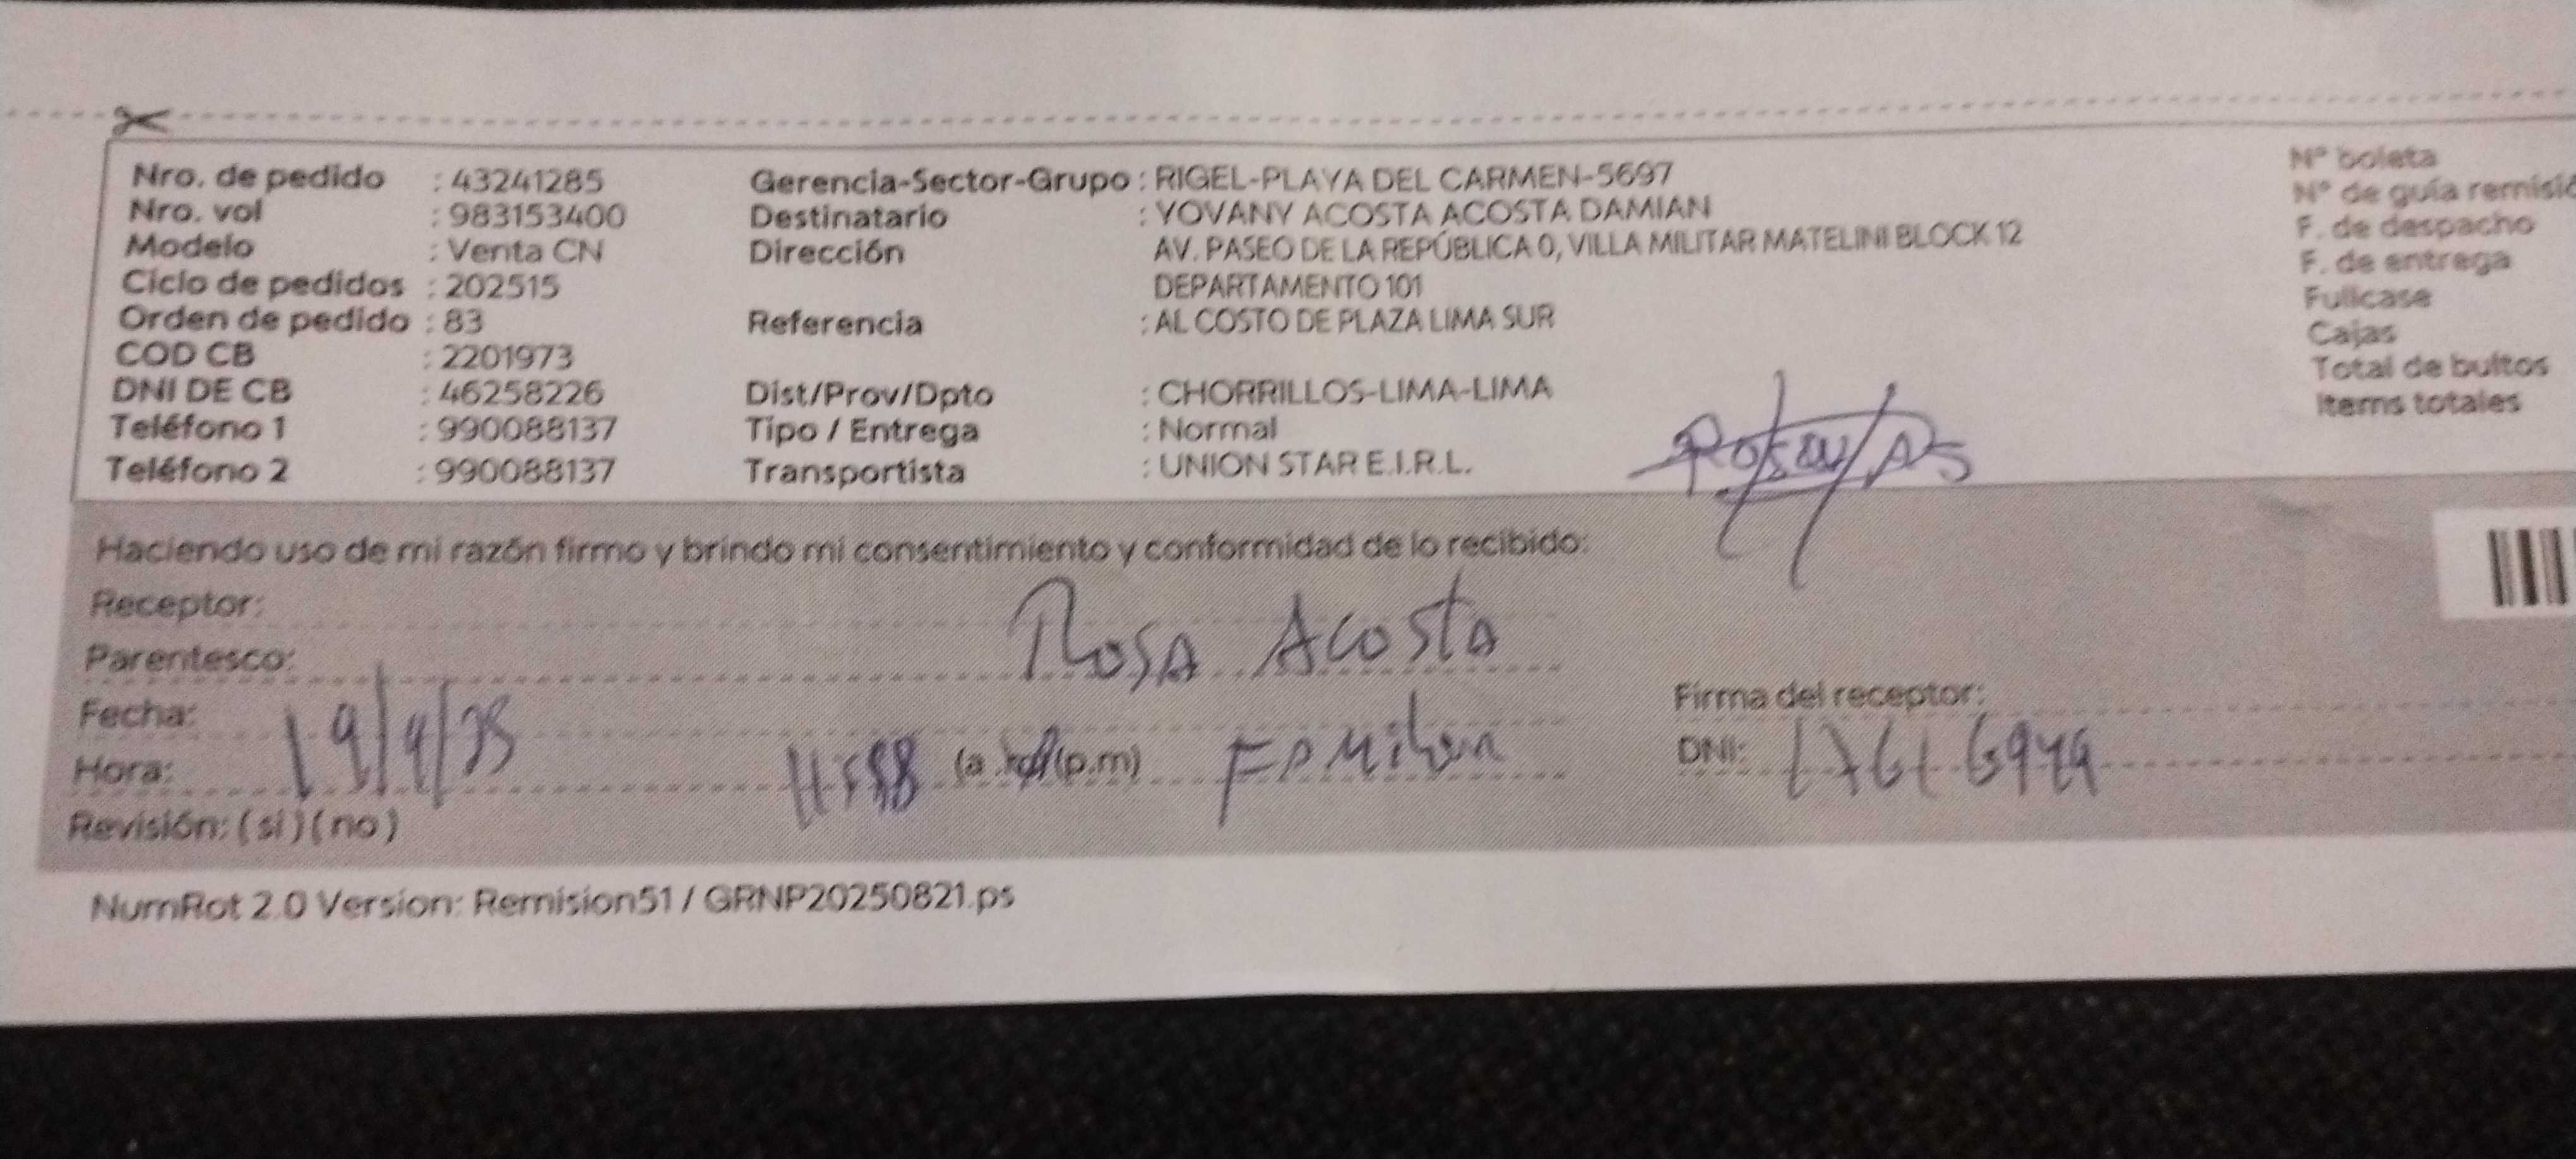 Nro. de pedido : 43241285 Gerencia-Sector-Grupo : RIGEL-PLAYA DEL CARMEN-5697 N° boleta
Nro. vol : 983153400 Destinatario : YOVANY ACOSTA ACOSTA DAMIAN N° de guía remisió
Modelo : Venta CN Dirección AV. PASEO DE LA REPÚBLICA 0, VILLA MILITAR MATELINI BLOCK 12 F. de despacho
Ciclo de pedidos : 202515 DEPARTAMENTO 101 F. de entrega
Orden de pedido : 83 Referencia : AL COSTO DE PLAZA LIMA SUR Fullcase
COD CB : 2201973 Cajas
DNI DE CB : 46258226 Dist/Prov/Dpto : CHORRILLOS-LIMA-LIMA Total de bultos
Teléfono 1 : 990088137 Tipo / Entrega : Normal Items totales
Teléfono 2 : 990088137 Transportista : UNION STAR E.I.R.L.
Haciendo uso de mi razón firmo y brindo mi consentimiento y conformidad de lo recibido:
Receptor: Rosa Acosta
Parentesco:
Fecha: Firma del receptor:
Hora: (p.m) DNI:
Revisión: (si) (no)
NumRot 2.0 Version: Remision51 / GRNP20250821.ps